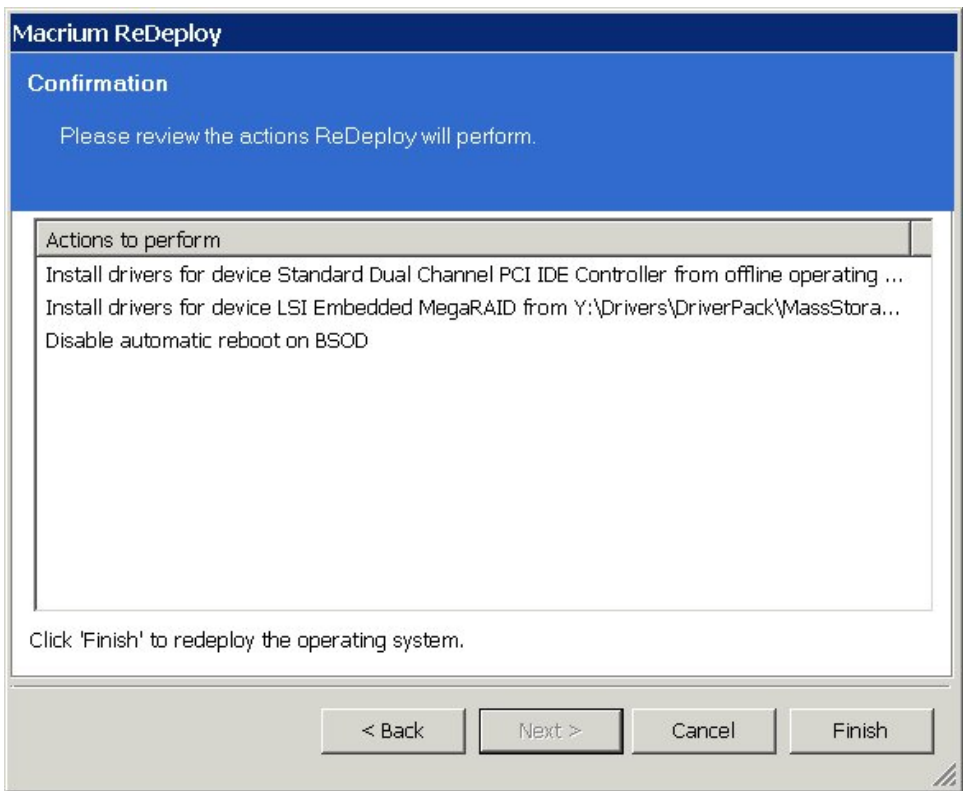 Macrium ReDeploy
Confirmation
Please review the actions ReDeploy will perform.
Actions to perform
Install drivers for device Standard Dual Channel PCI IDE Controller from offline operating ...
Install drivers for device LSI Embedded MegaRAID from Y:\Drivers\DriverPack\MassStora...
Disable automatic reboot on BSOD
Click 'Finish' to redeploy the operating system.
< Back Next > Cancel Finish